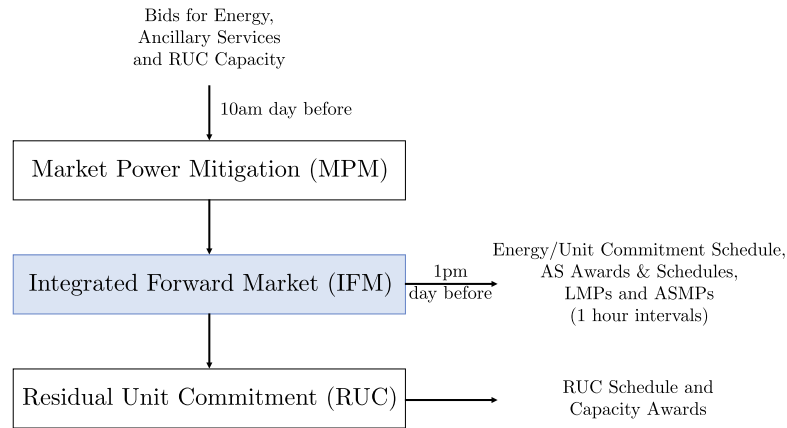 Bids for Energy,
Ancillary Services
and RUC Capacity
10am day before
Market Power Mitigation (MPM)
Integrated Forward Market (IFM)
1pm
day before
Energy/Unit Commitment Schedule,
AS Awards & Schedules,
LMPs and ASMPs
(1 hour intervals)
Residual Unit Commitment (RUC)
RUC Schedule and
Capacity Awards